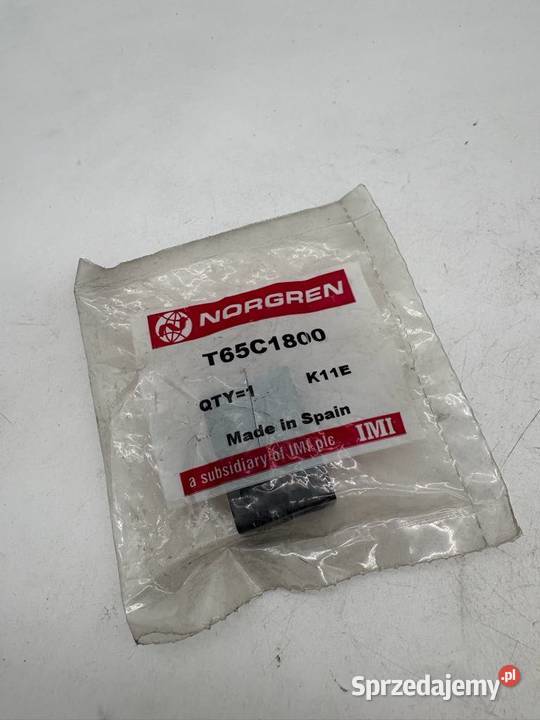 NORGREN
T65C1800
QTY=1 K11E
Made in Spain
a subsidiary of IMI plc IMI
Sprzedajemy.pl